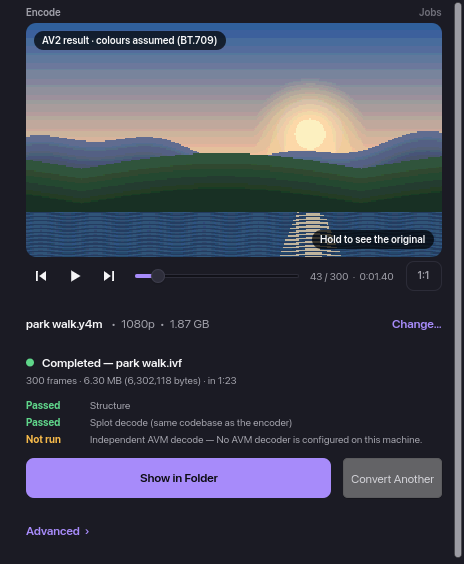 Encode
Jobs
AV2 result · colours assumed (BT.709)
Hold to see the original
43 / 300 · 0:01.40
1:1
park walk.y4m · 1080p · 1.87 GB
Change...
Completed — park walk.ivf
300 frames · 6.30 MB (6,302,118 bytes) · in 1:23
Passed Structure
Passed Splot decode (same codebase as the encoder)
Not run Independent AVM decode — No AVM decoder is configured on this machine.
Show in Folder
Convert Another
Advanced ›